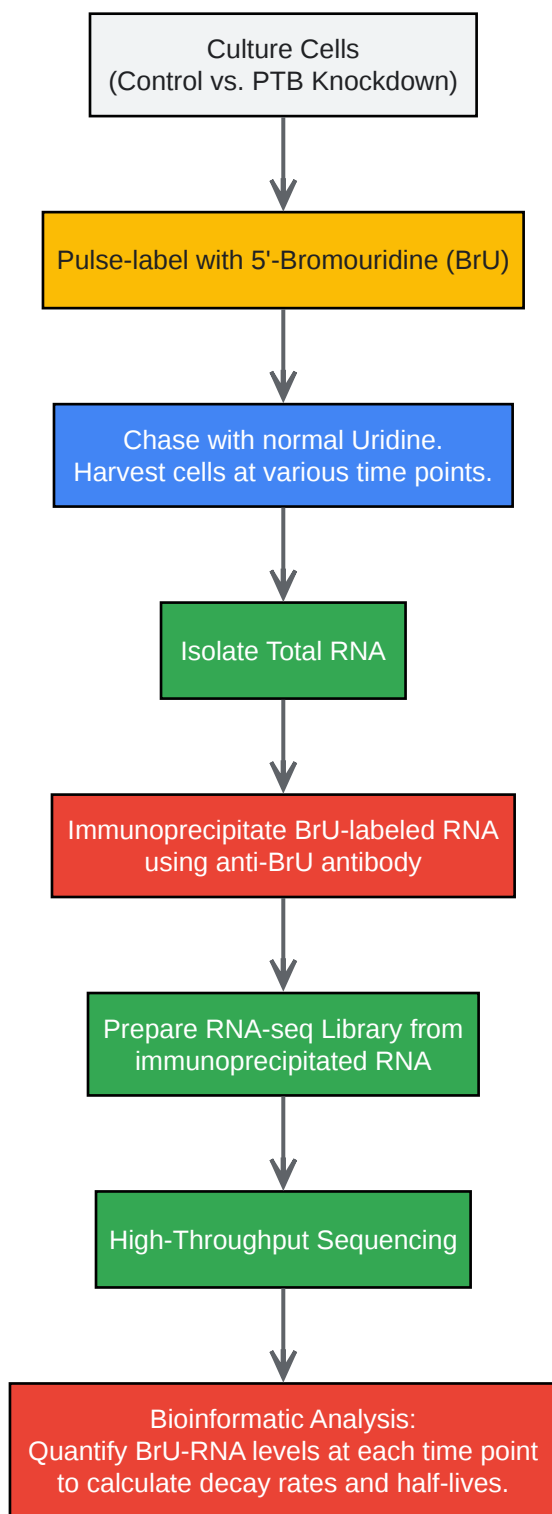 Culture Cells
(Control vs. PTB Knockdown)
Pulse-label with 5'-Bromouridine (BrU)
Chase with normal Uridine.
Harvest cells at various time points.
Isolate Total RNA
Immunoprecipitate BrU-labeled RNA
using anti-BrU antibody
Prepare RNA-seq Library from
immunoprecipitated RNA
High-Throughput Sequencing
Bioinformatic Analysis:
Quantify BrU-RNA levels at each time point
to calculate decay rates and half-lives.